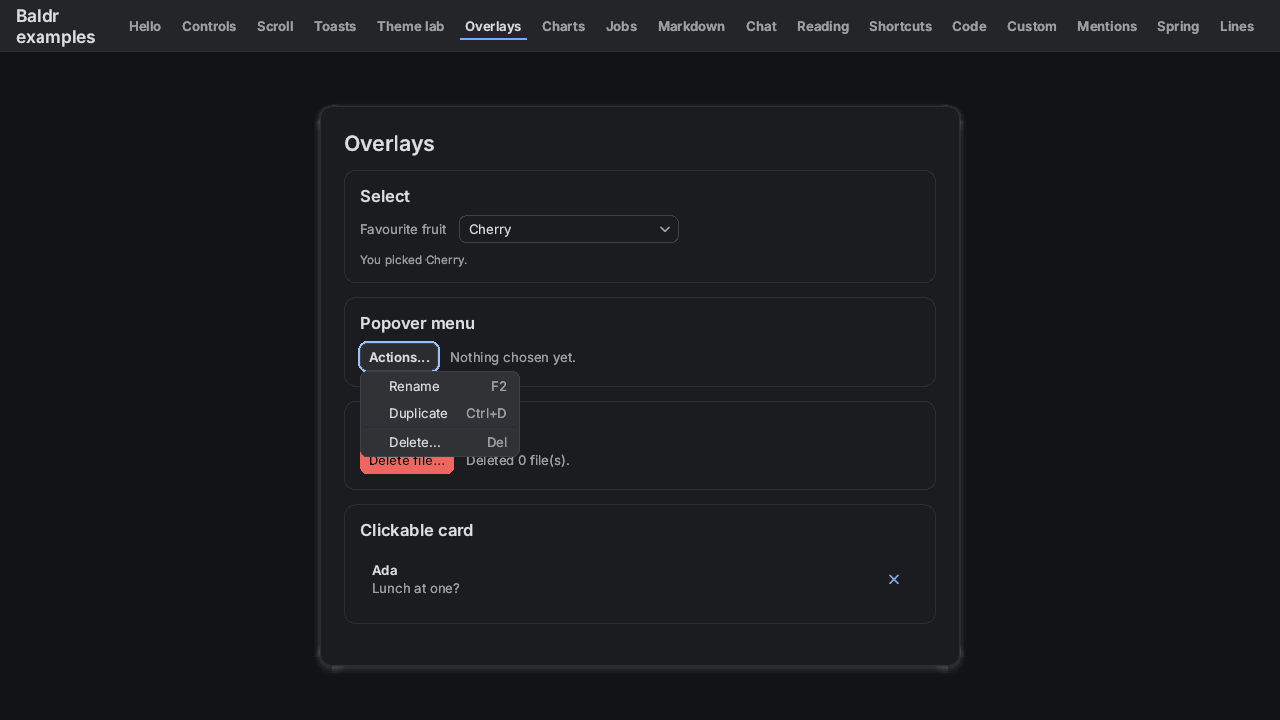 Baldr
examples
Hello Controls Scroll Toasts Theme lab Overlays Charts Jobs Markdown Chat Reading Shortcuts Code Custom Mentions Spring Lines
Overlays
Select
Favourite fruit Cherry
You picked Cherry.
Popover menu
Actions... Nothing chosen yet.
Rename F2
Duplicate Ctrl+D
Delete... Del
Delete file... Deleted 0 file(s).
Clickable card
Ada
Lunch at one?